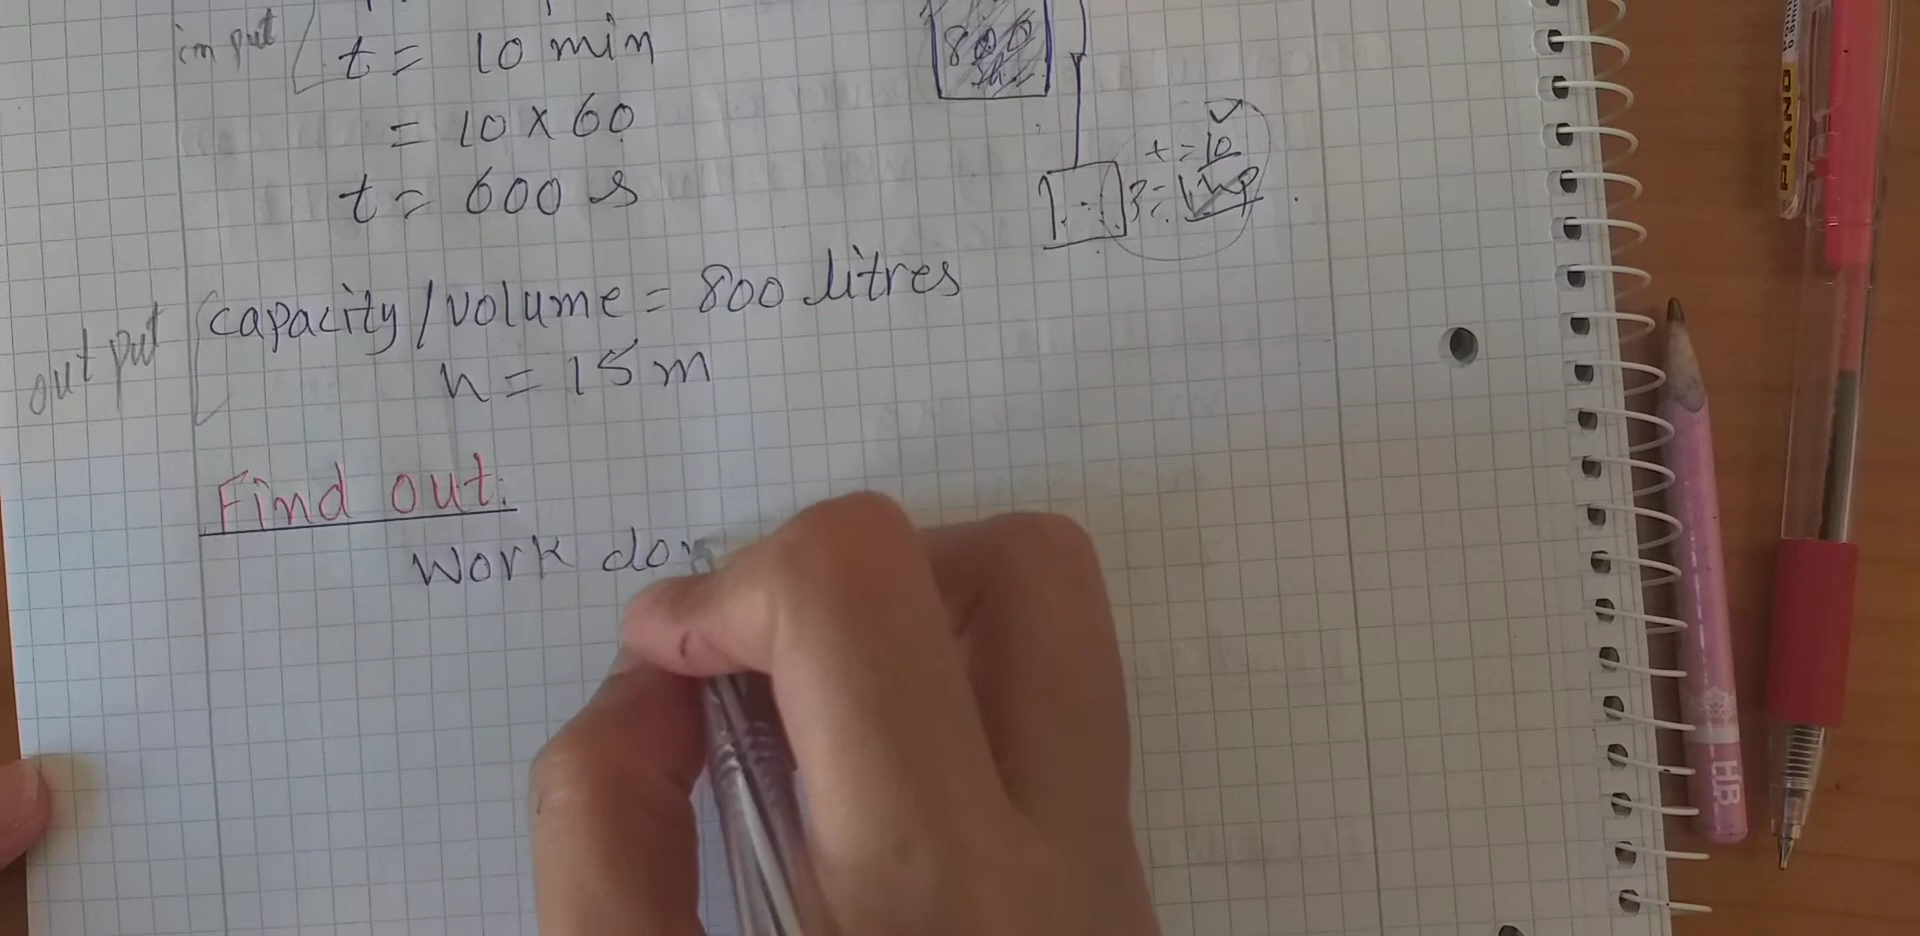 input
t = 10 min
= 10 x 60
t = 600 s
800
t = 10
output
capacity/volume = 800 litres
h = 15 m
Find out:
Work do
PIANO
HB